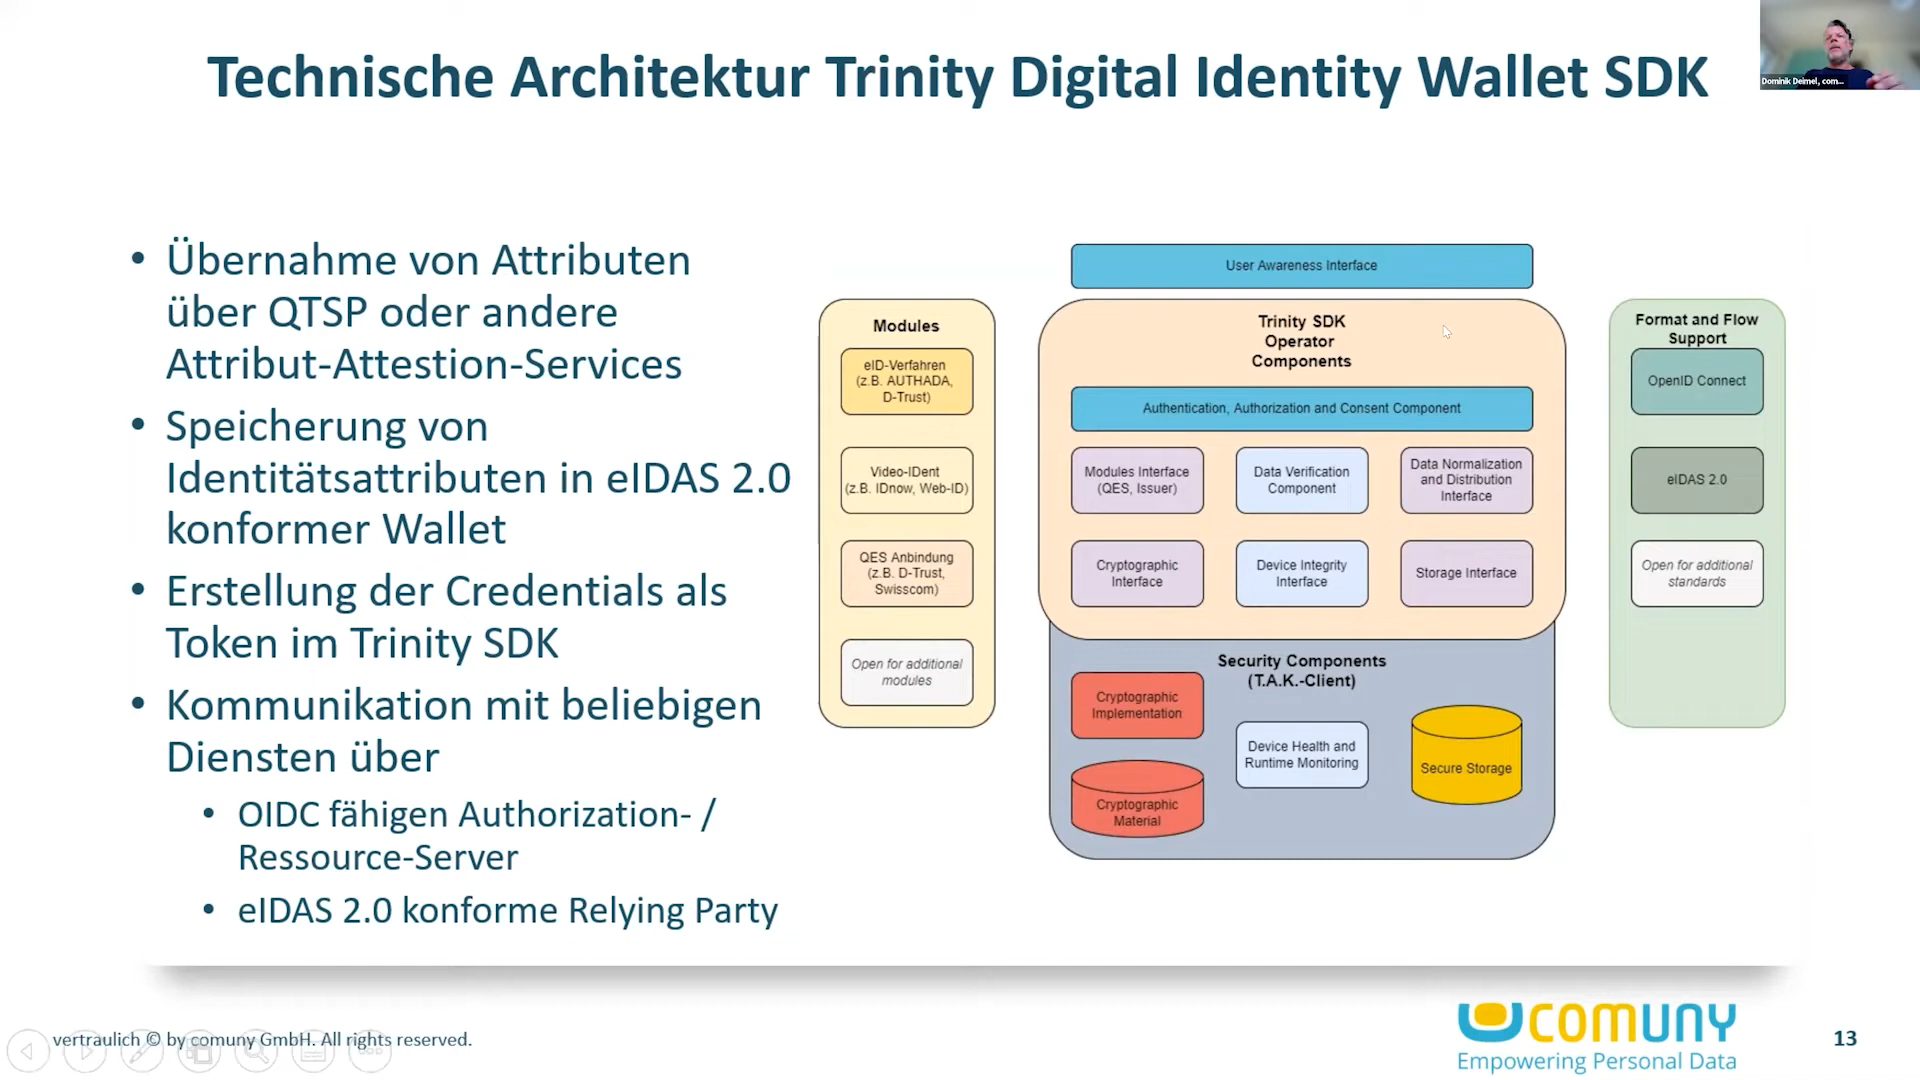 Technische Architektur Trinity Digital Identity Wallet SDK
Dominik Deimel, com...
• Übernahme von Attributen
über QTSP oder andere
Attribut-Attestion-Services
• Speicherung von
Identitätsattributen in eIDAS 2.0
konformer Wallet
• Erstellung der Credentials als
Token im Trinity SDK
• Kommunikation mit beliebigen
Diensten über
• OIDC fähigen Authorization- /
Ressource-Server
• eIDAS 2.0 konforme Relying Party
Modules
eID-Verfahren
(z.B. AUTHADA,
D-Trust)
Video-IDent
(z.B. IDnow, Web-ID)
QES Anbindung
(z.B. D-Trust,
Swisscom)
Open for additional
modules
User Awareness Interface
Trinity SDK
Operator
Components
Authentication, Authorization and Consent Component
Modules Interface
(QES, Issuer)
Data Verification
Component
Data Normalization
and Distribution
Interface
Cryptographic
Interface
Device Integrity
Interface
Storage Interface
Security Components
(T.A.K.-Client)
Cryptographic
Implementation
Cryptographic
Material
Device Health and
Runtime Monitoring
Secure Storage
Format and Flow
Support
OpenID Connect
eIDAS 2.0
Open for additional
standards
vertraulich © by comuny GmbH. All rights reserved.
comuny
Empowering Personal Data
13